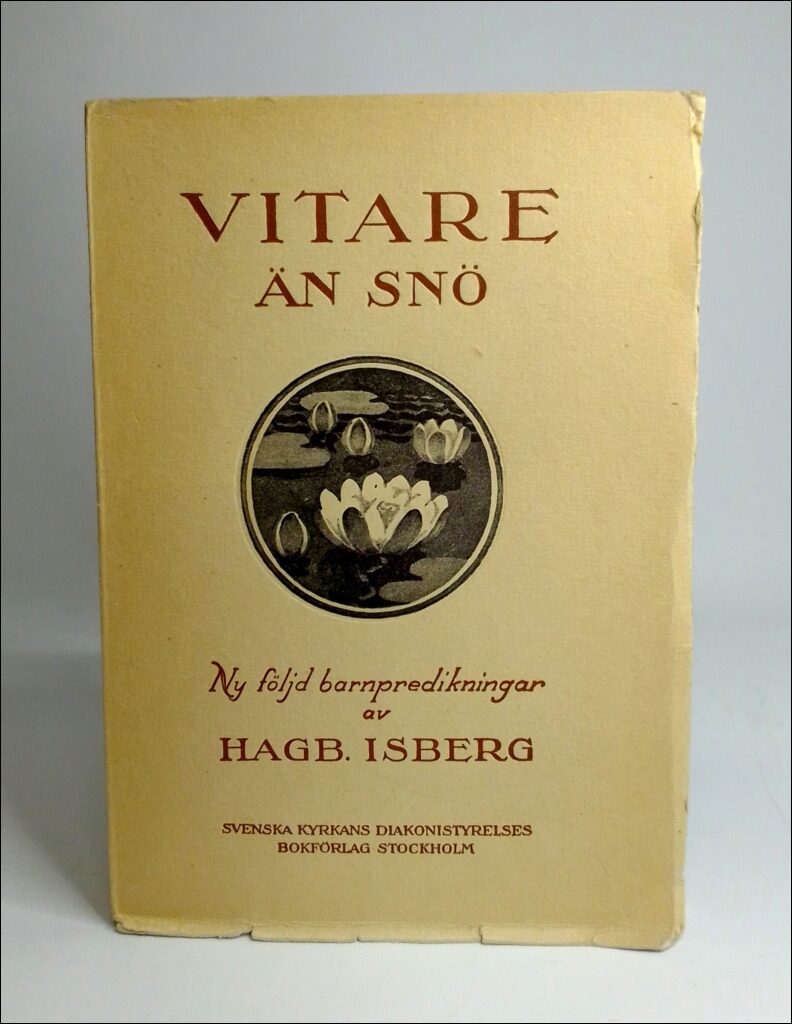 VITARE
ÄN SNÖ
Ny följd barnpredikningar
av
HAGB. ISBERG
SVENSKA KYRKANS DIAKONISTYRELSES
BOKFÖRLAG STOCKHOLM